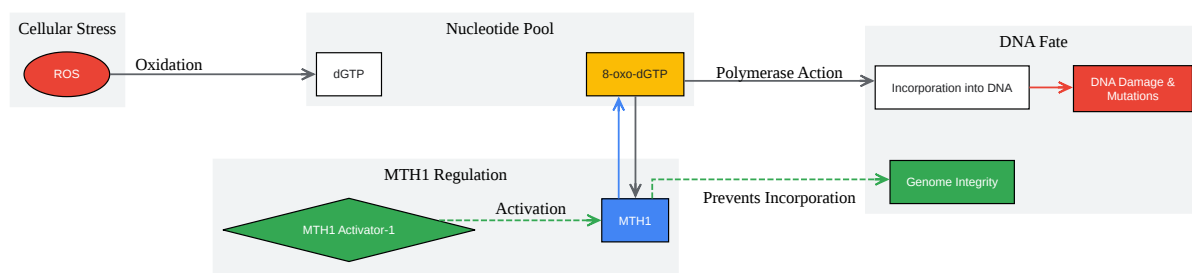 Cellular Stress
ROS
Oxidation
Nucleotide Pool
dGTP
8-oxo-dGTP
Polymerase Action
DNA Fate
Incorporation into DNA
DNA Damage &
Mutations
MTH1 Regulation
MTH1 Activator-1
Activation
MTH1
Prevents Incorporation
Genome Integrity